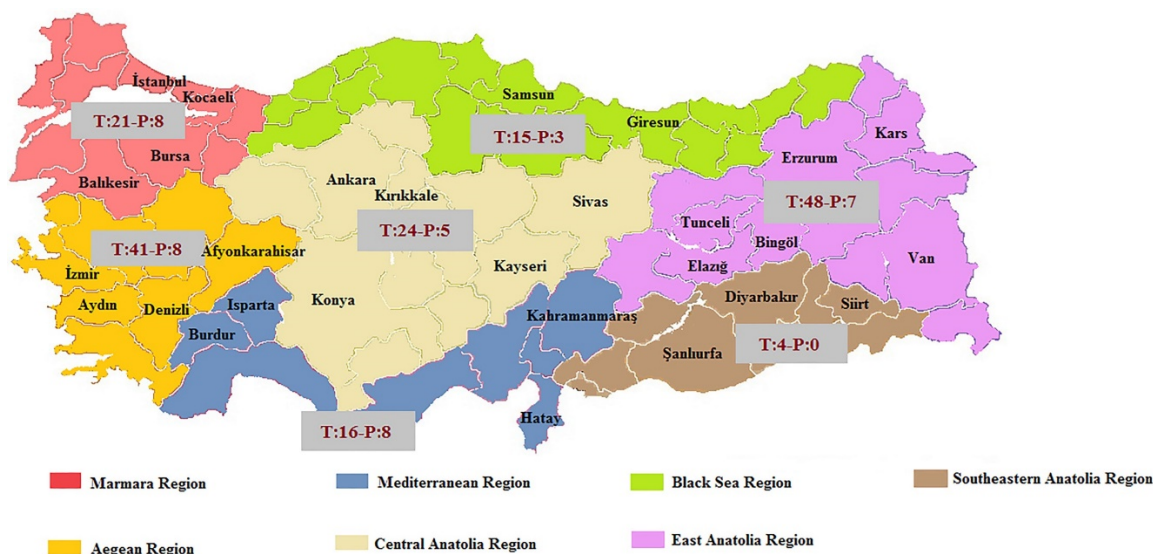 İstanbul
Kocaeli
T:21-P:8
Bursa
Balıkesir
Samsun
T:15-P:3
Giresun
Kars
Erzurum
T:48-P:7
Tunceli
Bingöl
Elazığ
Van
Ankara
Kırıkkale
Sivas
T:24-P:5
Kayseri
Konya
T:41-P:8
Afyonkarahisar
İzmir
Aydın
Denizli
Isparta
Burdur
Kahramanmaraş
Hatay
T:16-P:8
Diyarbakır
Siirt
Şanlıurfa
T:4-P:0
Marmara Region
Mediterranean Region
Black Sea Region
Southeastern Anatolia Region
Aegean Region
Central Anatolia Region
East Anatolia Region